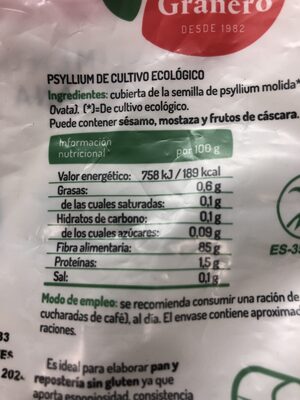 Granero
DESDE 1982
PSYLLIUM DE CULTIVO ECOLÓGICO
Ingredientes: cubierta de la semilla de psyllium molida*
Ovata). (*)=De cultivo ecológico.
Puede contener sésamo, mostaza y frutos de cáscara.
Información
nutricional por 100 g
Valor energético: 758 kJ / 189 kcal
Grasas: 0,6 g
de las cuales saturadas: 0,1 g
Hidratos de carbono: 0,1 g
de los cuales azúcares: 0,09 g
Fibra alimentaria: 85 g
Proteínas: 1,5 g
Sal: 0,1 g
ES-
Modo de empleo: se recomienda consumir una ración de
cucharadas de café), al día. El envase contiene aproximad
raciones.
Es ideal para elaborar pan y
repostería sin gluten ya que
aporta esponjosidad, consistencia